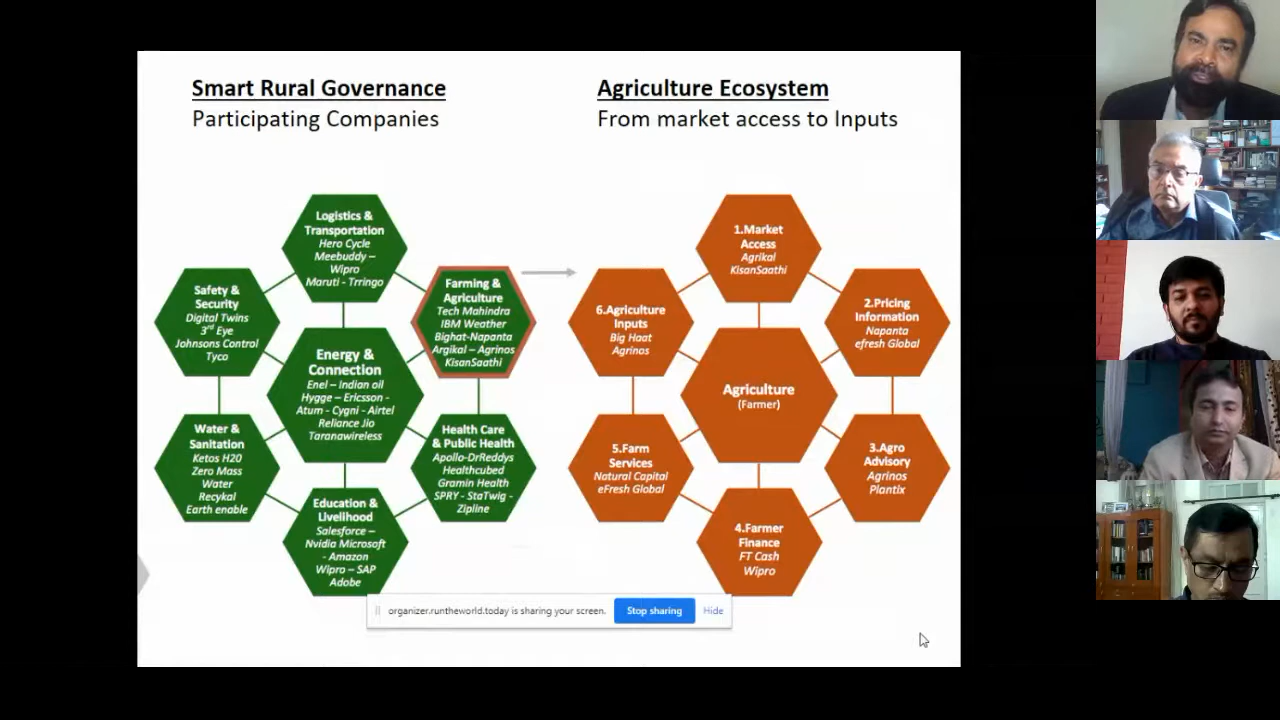 Smart Rural Governance
Participating Companies
Logistics &
Transportation
Hero Cycle
Meebuddy –
Wipro
Maruti - Trringo
Safety &
Security
Digital Twins
3rd Eye
Johnsons Control
Tyco
Farming &
Agriculture
Tech Mahindra
IBM Weather
Bighat-Napanta
Argikal – Agrinos
KisanSaathi
Energy &
Connection
Enel – Indian oil
Hygge – Ericsson -
Atum - Cygni - Airtel
Reliance Jio
Taranawireless
Water &
Sanitation
Ketos H20
Zero Mass
Water
Recykal
Earth enable
Health Care
& Public Health
Apollo-DrReddys
Healthcubed
Gramin Health
SPRY - StaTwig -
Zipline
Education &
Livelihood
Salesforce –
Nvidia Microsoft
- Amazon
Wipro – SAP
Adobe
Agriculture Ecosystem
From market access to Inputs
1.Market
Access
Agrikal
KisanSaathi
6.Agriculture
Inputs
Big Haat
Agrinos
2.Pricing
Information
Napanta
efresh Global
Agriculture
(Farmer)
5.Farm
Services
Natural Capital
eFresh Global
3.Agro
Advisory
Agrinos
Plantix
4.Farmer
Finance
FT Cash
Wipro
organizer.runtheworld.today is sharing your screen.
Stop sharing
Hide